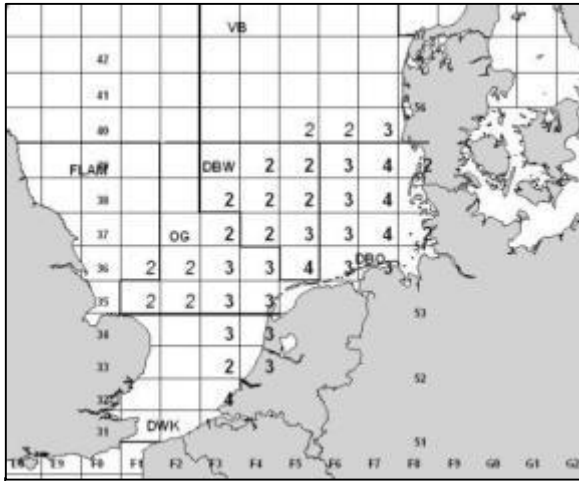 VB
42
41
56
40 2 2 3
FLAM 39 DBW 2 2 3 4 2
38 2 2 2 3 4
37 OG 2 2 3 3 4 2
36 2 2 3 3 4 DBO 3 3
35 2 2 3 3
53
34 3 3
33 2 3
52
32 4
31 DWK 51
E8 E9 F0 F1 F2 F3 F4 F5 F6 F7 F8 F9 G0 G1 G2